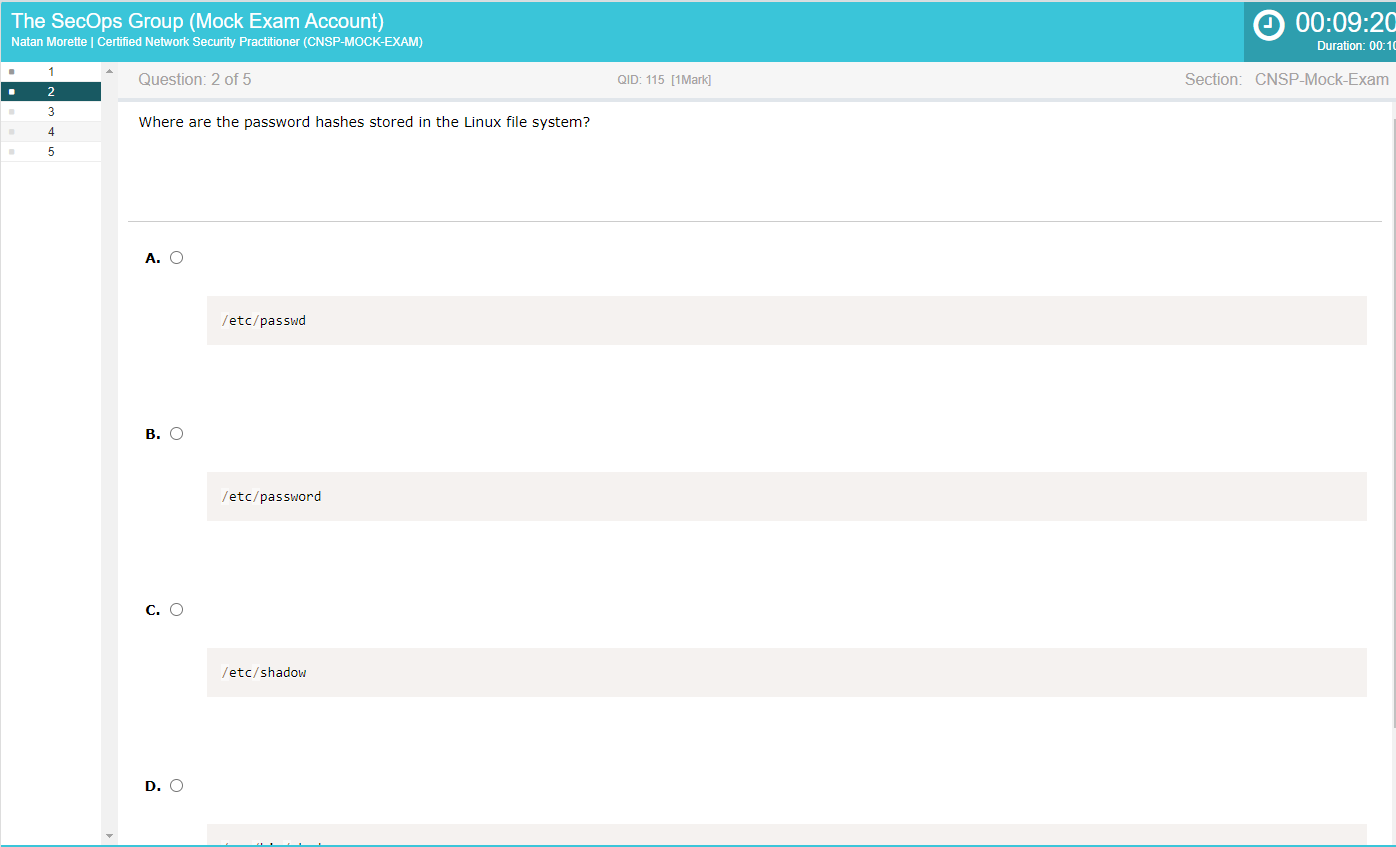 The SecOps Group (Mock Exam Account)
Natan Morette | Certified Network Security Practitioner (CNSP-MOCK-EXAM)
00:09:20
Duration: 00:10
1
2
3
4
5
Question: 2 of 5
QID: 115 [1Mark]
Section: CNSP-Mock-Exam
Where are the password hashes stored in the Linux file system?
A.
/etc/passwd
B.
/etc/password
C.
/etc/shadow
D.